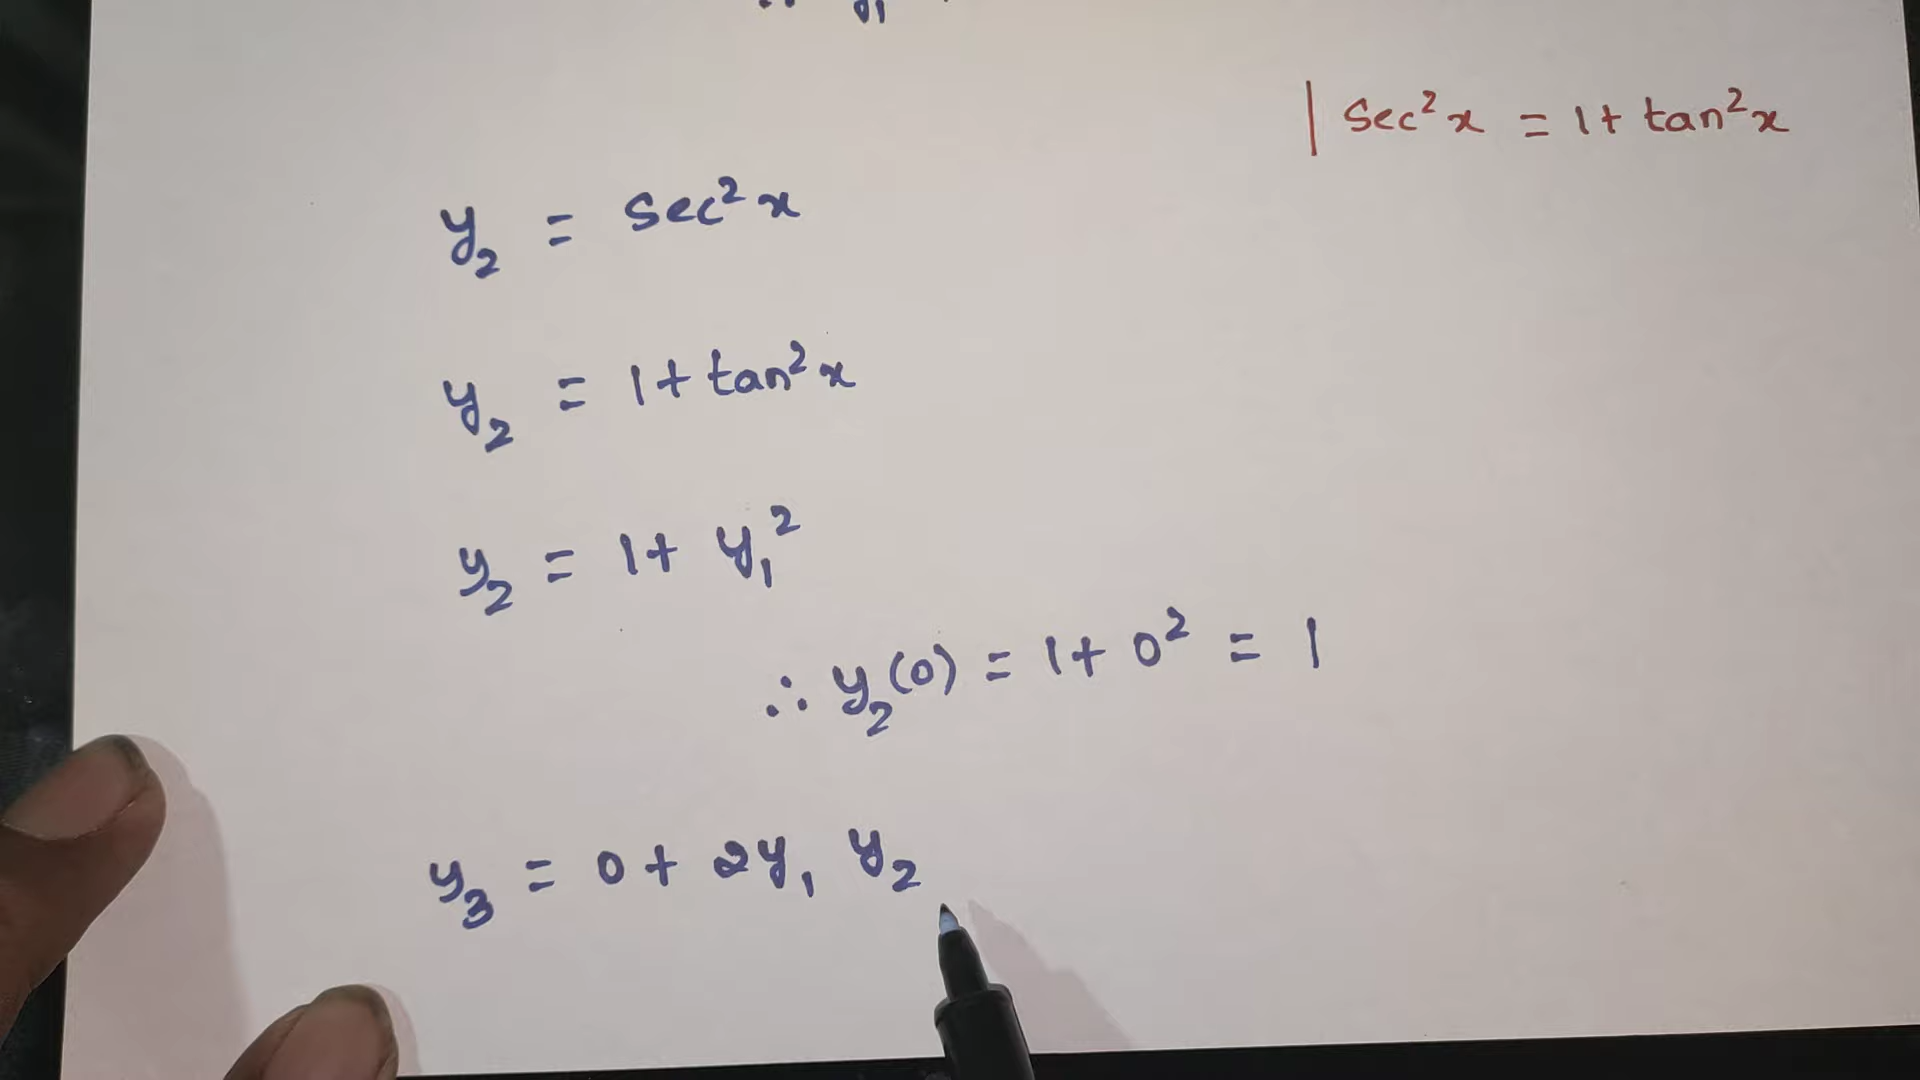 sec²x = 1 + tan²x
y₂ = sec²x
y₂ = 1 + tan²x
y₂ = 1 + y₁²
∴ y₂(0) = 1 + 0² = 1
y₃ = 0 + 2y₁ y₂